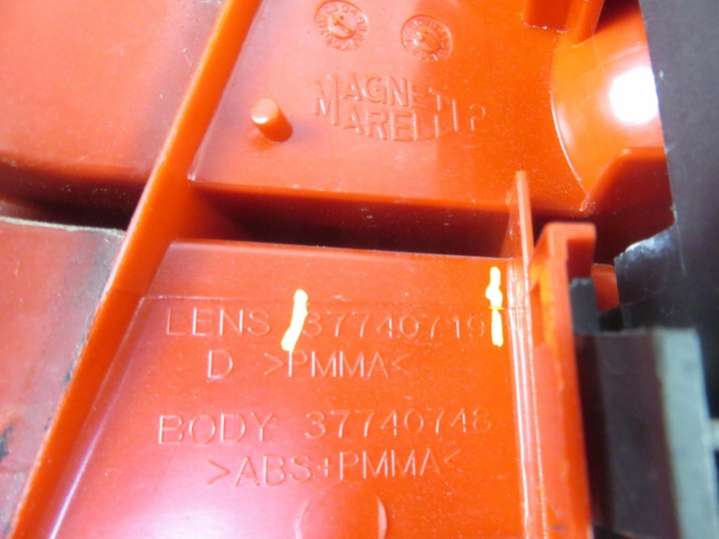 MAGNETI
MARELLI
LENS 37740719
D >PMMA<
BODY 37740748
>ABS+PMMA<